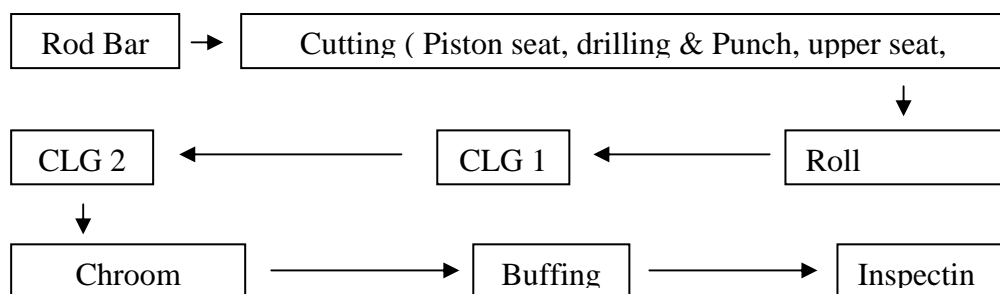 Rod Bar
Cutting ( Piston seat, drilling & Punch, upper seat,
Roll
CLG 1
CLG 2
Chroom
Buffing
Inspectin